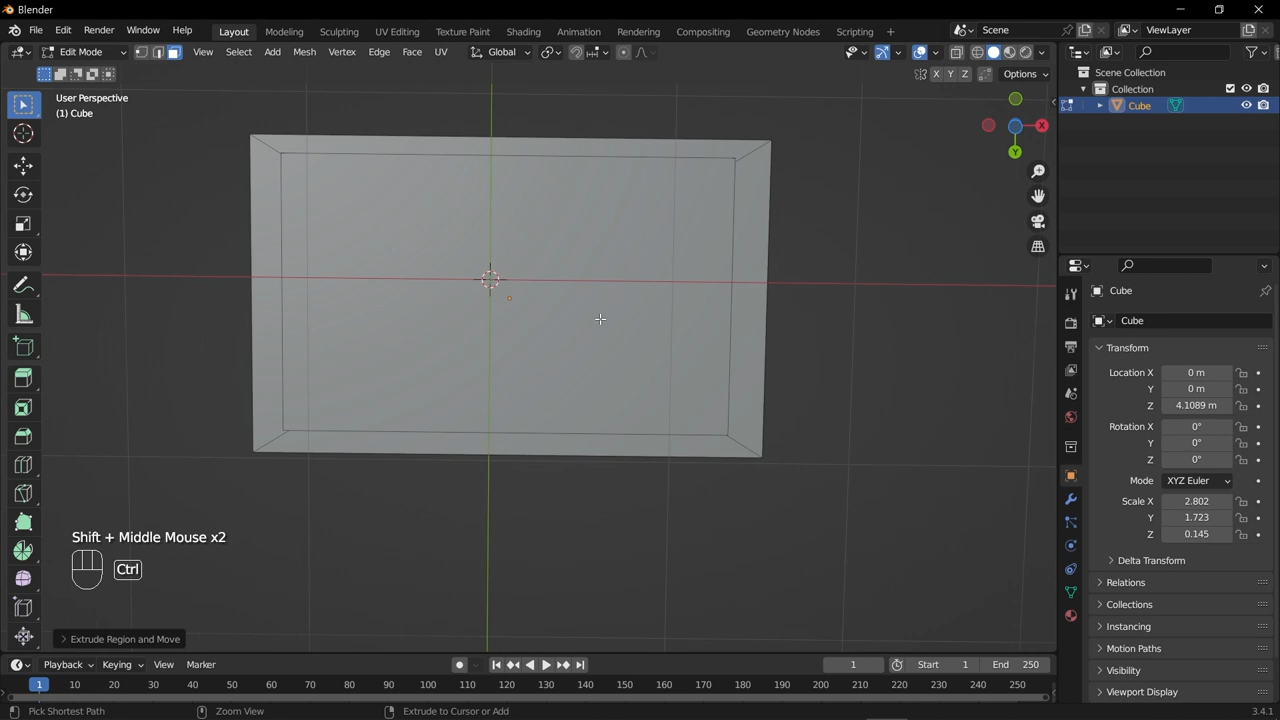 Blender
File Edit Render Window Help Layout Modeling Sculpting UV Editing Texture Paint Shading Animation Rendering Compositing Geometry Nodes Scripting + Scene ViewLayer
Edit Mode View Select Add Mesh Vertex Edge Face UV Global
X Y Z Options
User Perspective
(1) Cube
X
Y
Scene Collection
Collection
Cube
Cube
Cube
Transform
Location X 0 m
Y 0 m
Z 4.1089 m
Rotation X 0°
Y 0°
Z 0°
Mode XYZ Euler
Scale X 2.802
Y 1.723
Z 0.145
Delta Transform
Relations
Collections
Instancing
Motion Paths
Visibility
Viewport Display
Shift + Middle Mouse x2
Ctrl
Extrude Region and Move
Playback Keying View Marker 1 Start 1 End 250
1 10 20 30 40 50 60 70 80 90 100 110 120 130 140 150 160 170 180 190 200 210 220 230 240 250
Pick Shortest Path Zoom View Extrude to Cursor or Add 3.4.1